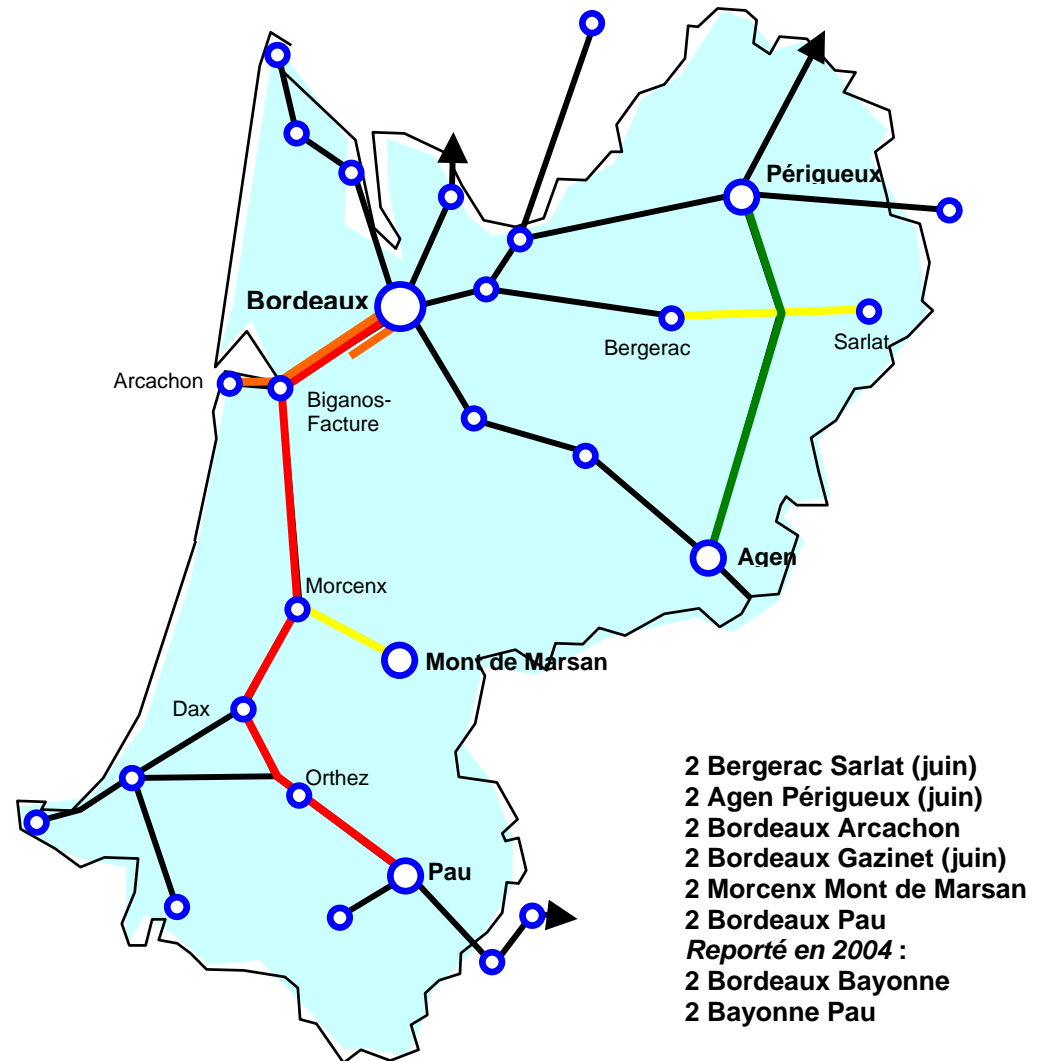 Périgueux
Bordeaux
Bergerac
Sarlat
Arcachon
Biganos-
Facture
Agen
Morcenx
Mont de Marsan
Dax
Orthez
Pau
2 Bergerac Sarlat (juin)
2 Agen Périgueux (juin)
2 Bordeaux Arcachon
2 Bordeaux Gazinet (juin)
2 Morcenx Mont de Marsan
2 Bordeaux Pau
Reporté en 2004 :
2 Bordeaux Bayonne
2 Bayonne Pau